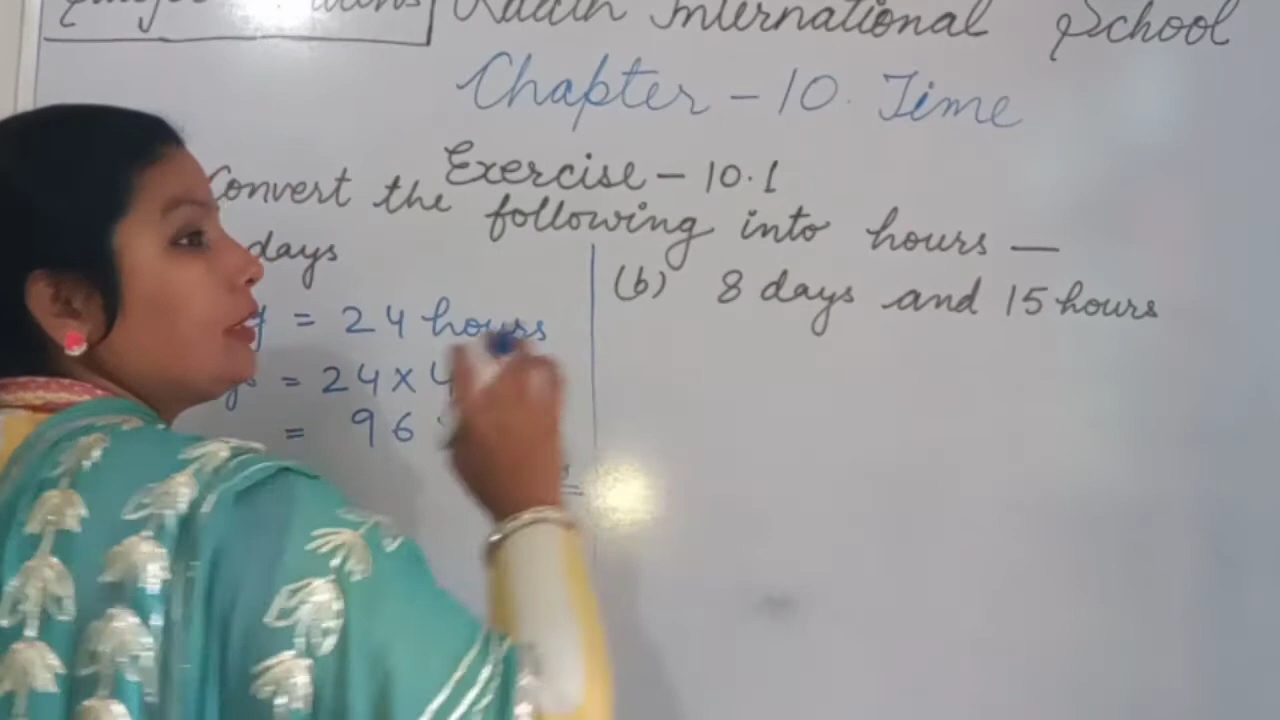 International School
Chapter - 10. Time
Exercise - 10.1
Convert the following into hours —
days
= 24 hours
= 24 × 4
= 96
(b) 8 days and 15 hours